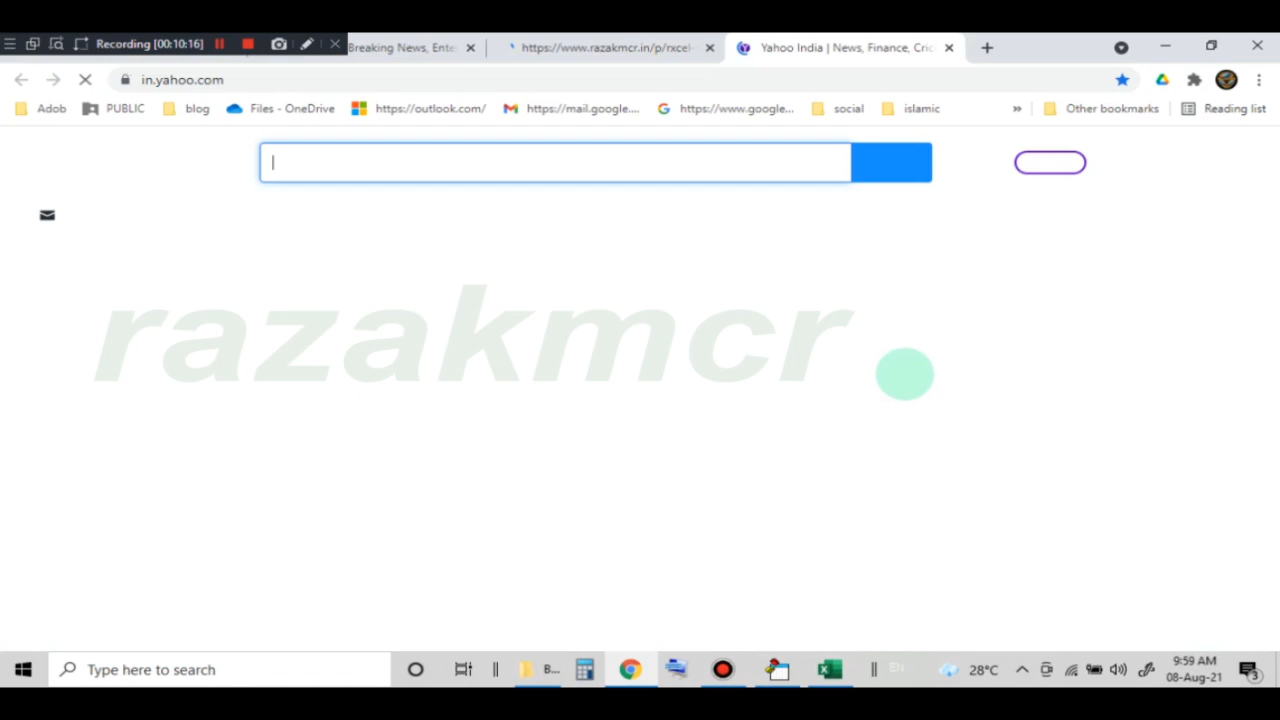 Recording [00:10:16]
Breaking News, Ente
https://www.razakmcr.in/p/rxcel-
Yahoo India | News, Finance, Cric
in.yahoo.com
Adob
PUBLIC
blog
Files - OneDrive
https://outlook.com/
https://mail.google....
https://www.google...
social
islamic
»
Other bookmarks
Reading list
razakmcr
Type here to search
B...
EN
28°C
9:59 AM
08-Aug-21
3